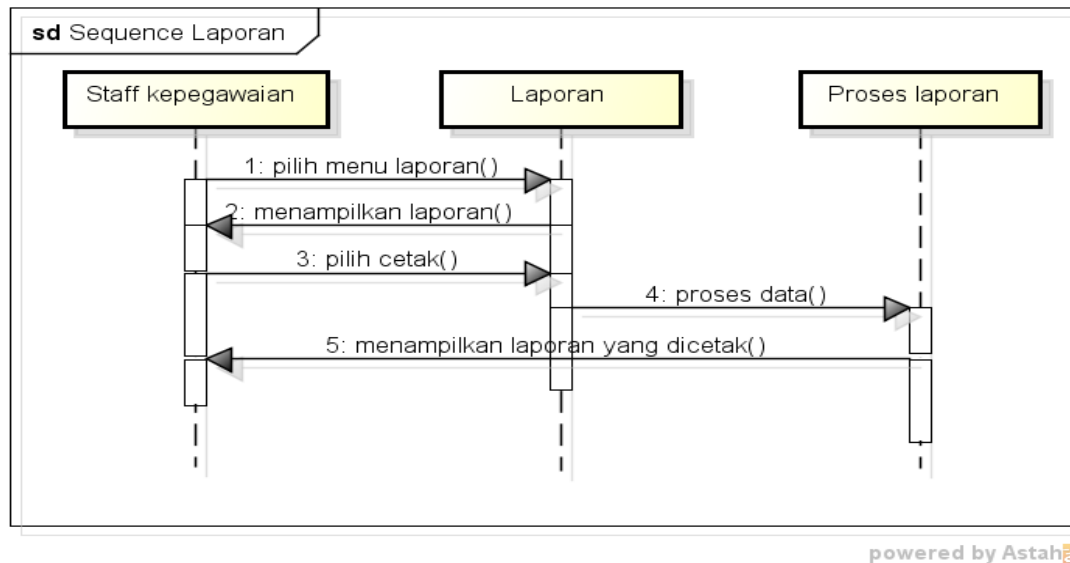 sd Sequence Laporan
Staff kepegawaian
Laporan
Proses laporan
1: pilih menu laporan()
2: menampilkan laporan()
3: pilih cetak()
4: proses data()
5: menampilkan laporan yang dicetak()
powered by Astah